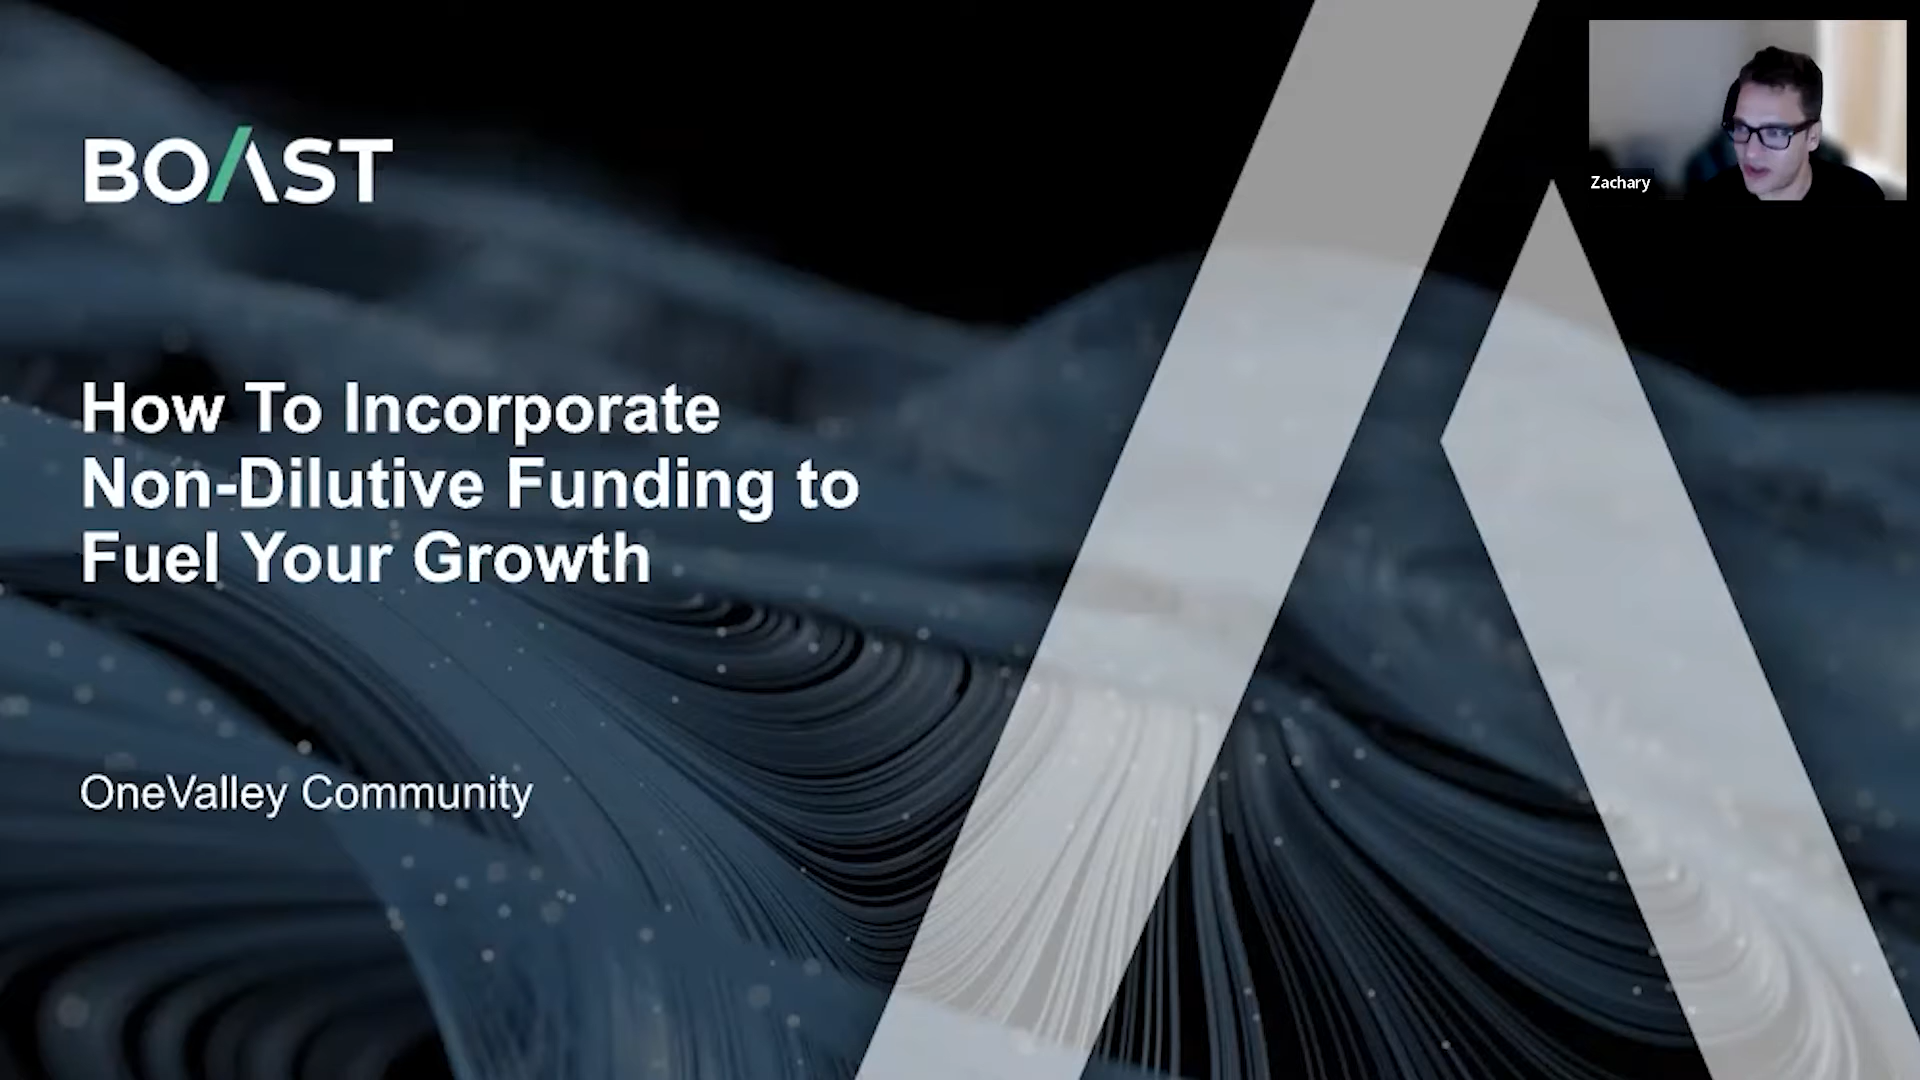 BOAST
Zachary
How To Incorporate
Non-Dilutive Funding to
Fuel Your Growth
OneValley Community